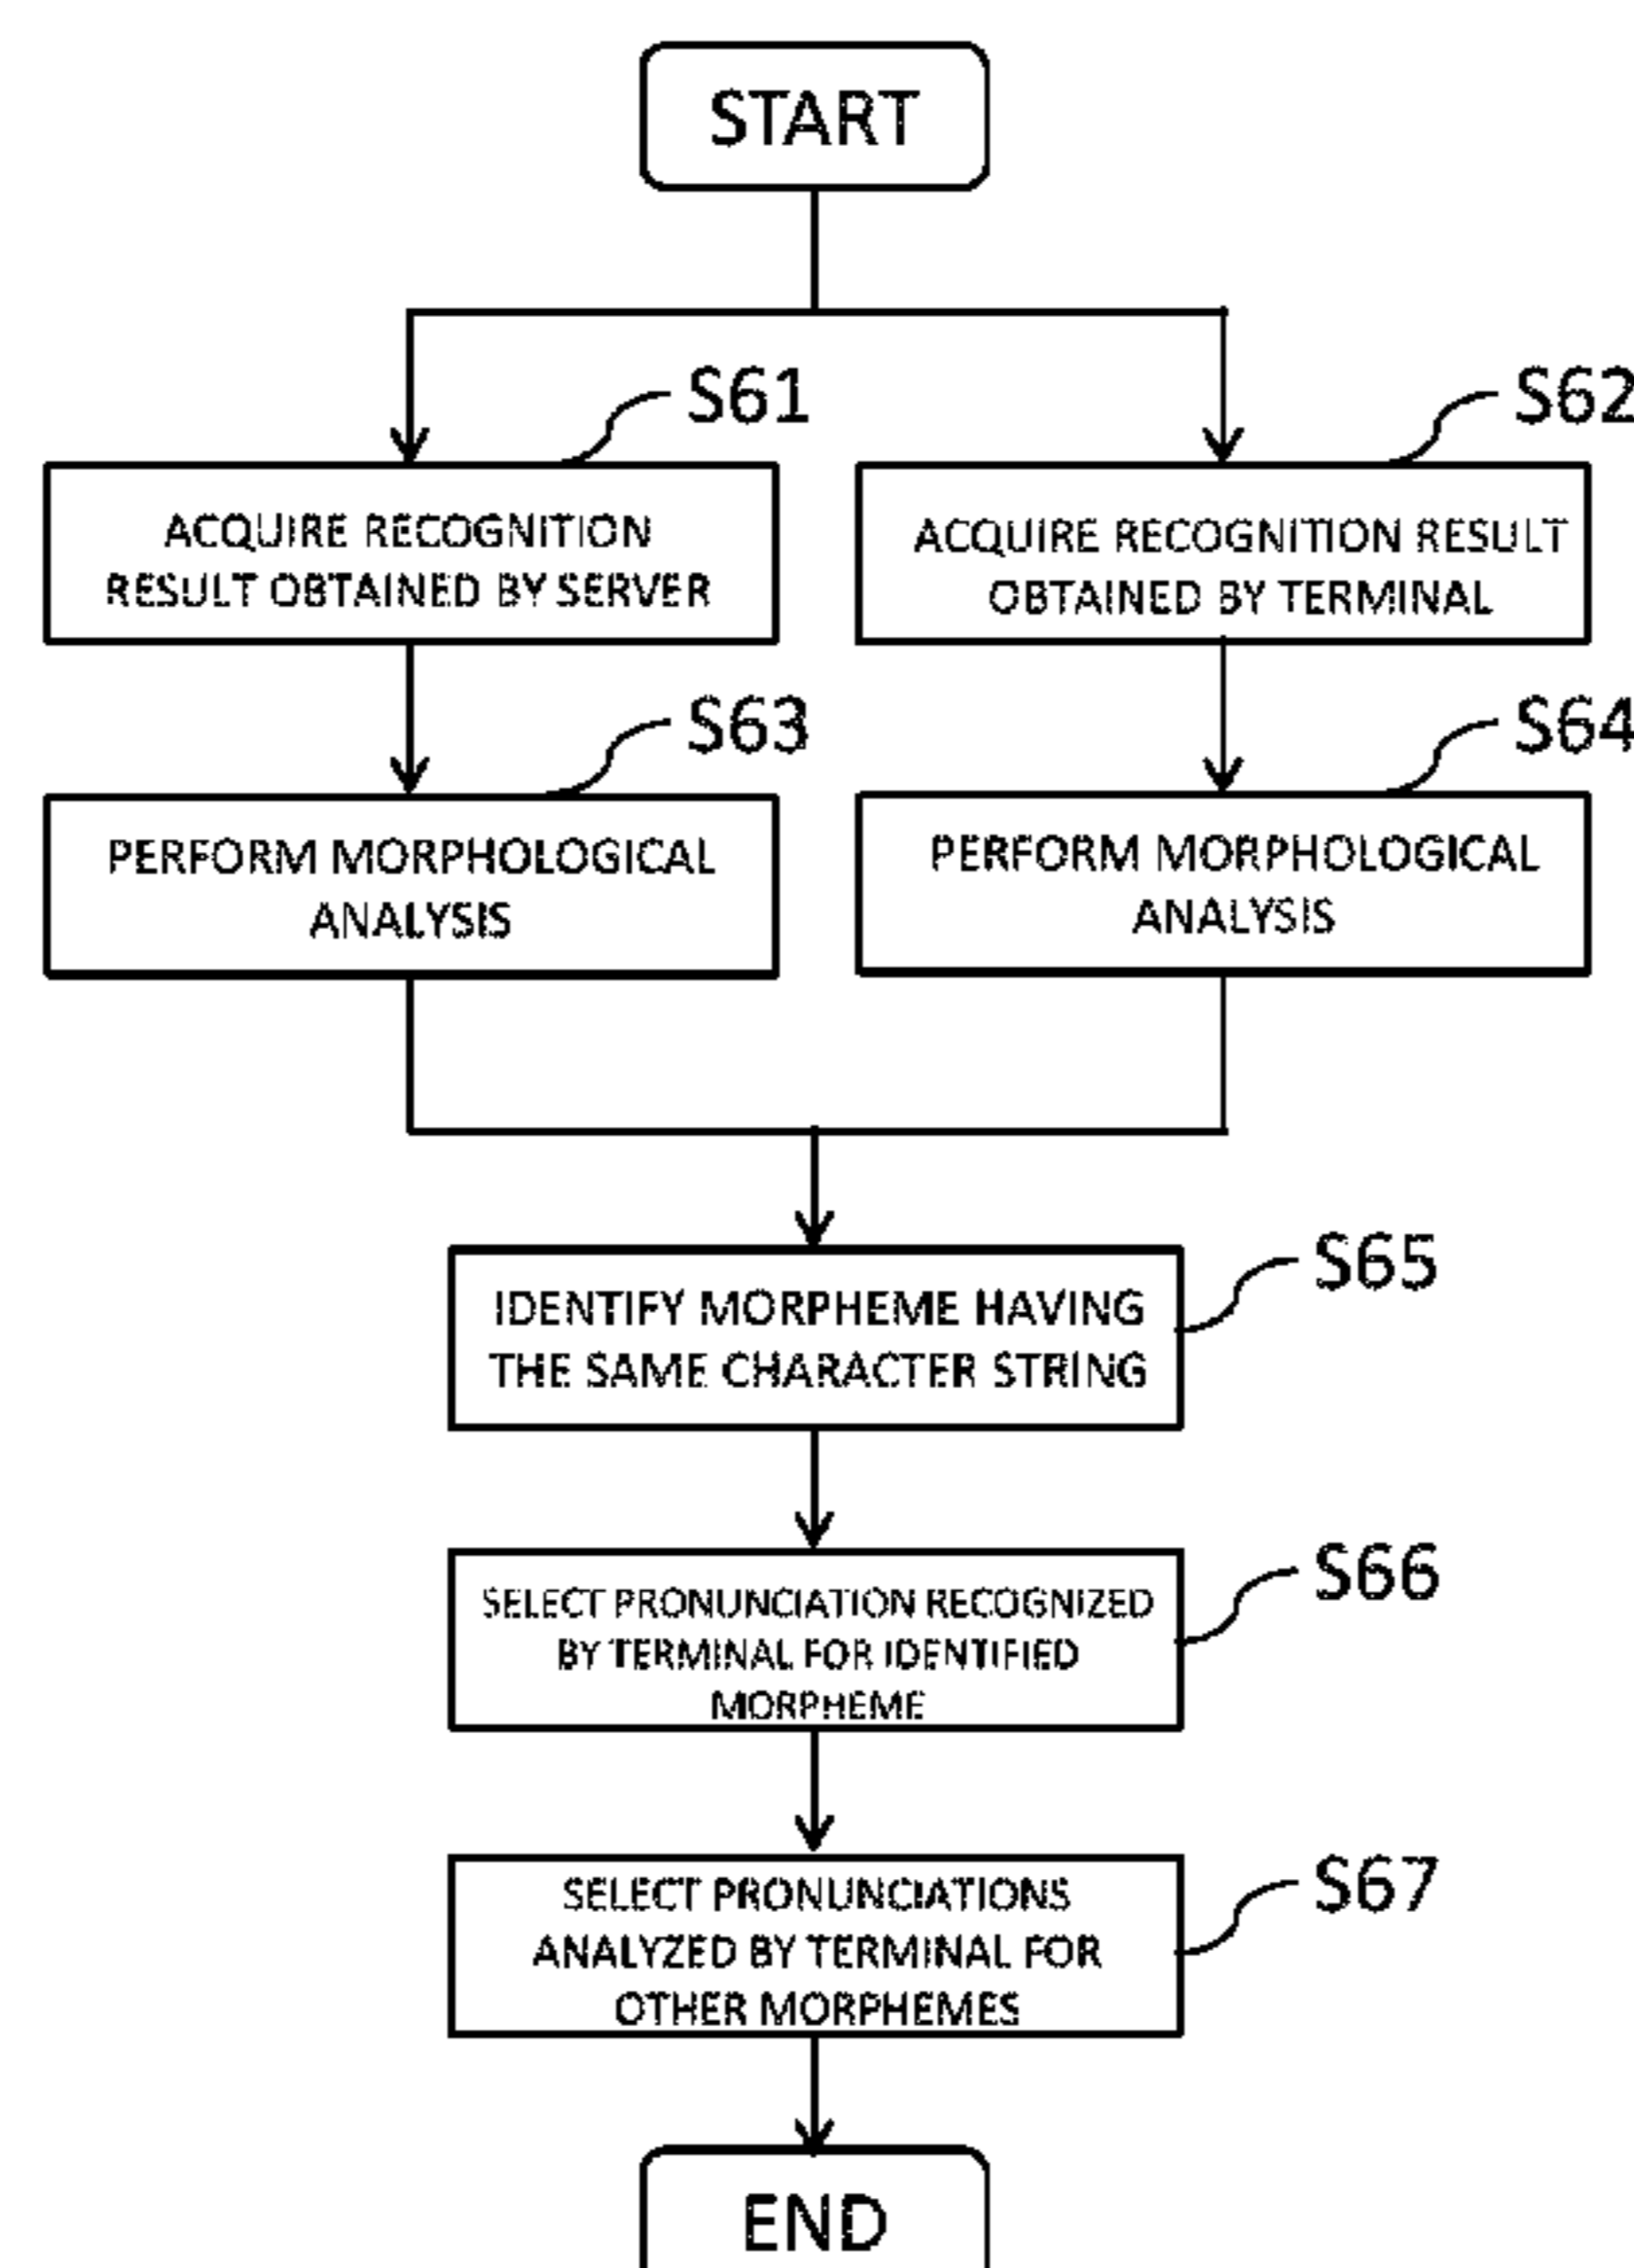 START
S61
S62
ACQUIRE RECOGNITION
RESULT OBTAINED BY SERVER
ACQUIRE RECOGNITION RESULT
OBTAINED BY TERMINAL
S63
S64
PERFORM MORPHOLOGICAL
ANALYSIS
PERFORM MORPHOLOGICAL
ANALYSIS
S65
IDENTIFY MORPHEME HAVING
THE SAME CHARACTER STRING
S66
SELECT PRONUNCIATION RECOGNIZED
BY TERMINAL FOR IDENTIFIED
MORPHEME
S67
SELECT PRONUNCIATIONS
ANALYZED BY TERMINAL FOR
OTHER MORPHEMES
END